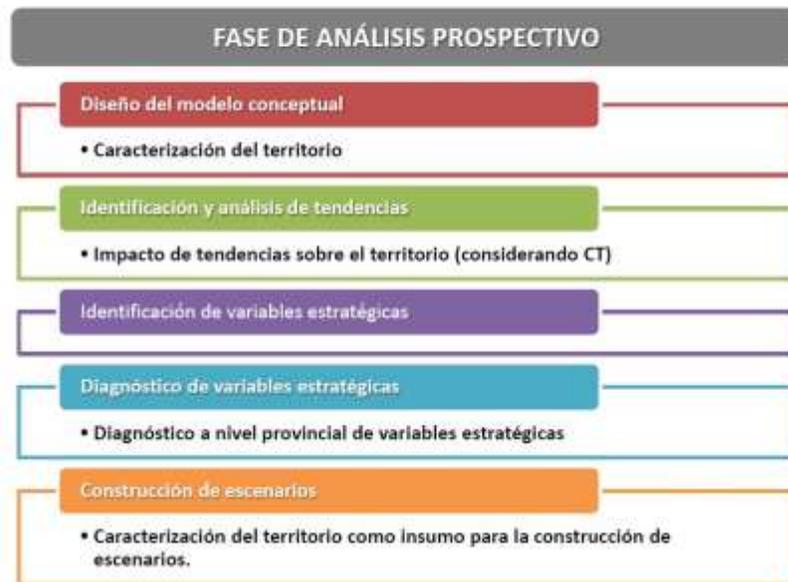 FASE DE ANÁLISIS PROSPECTIVO
Diseño del modelo conceptual
• Caracterización del territorio
Identificación y análisis de tendencias
• Impacto de tendencias sobre el territorio (considerando CT)
Identificación de variables estratégicas
Diagnóstico de variables estratégicas
• Diagnóstico a nivel provincial de variables estratégicas
Construcción de escenarios
• Caracterización del territorio como insumo para la construcción de
escenarios.